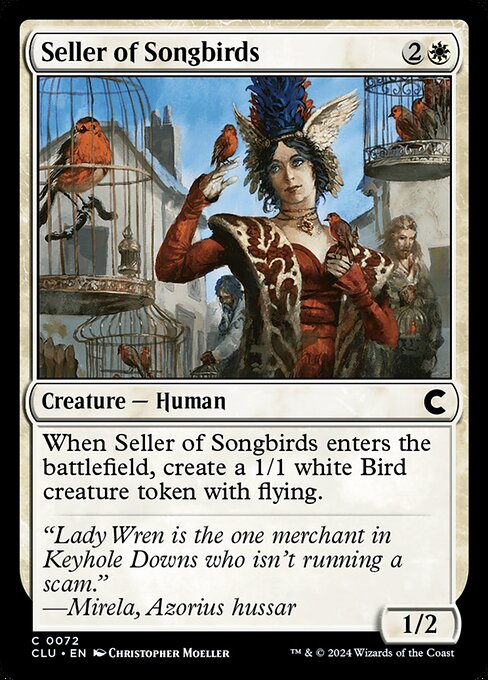 Seller of Songbirds 2
Creature — Human
When Seller of Songbirds enters the
battlefield, create a 1/1 white Bird
creature token with flying.
“Lady Wren is the one merchant in
Keyhole Downs who isn’t running a
scam.”
—Mirela, Azorius hussar
1/2
C 0072
CLU • EN Christopher Moeller
™ & © 2024 Wizards of the Coast